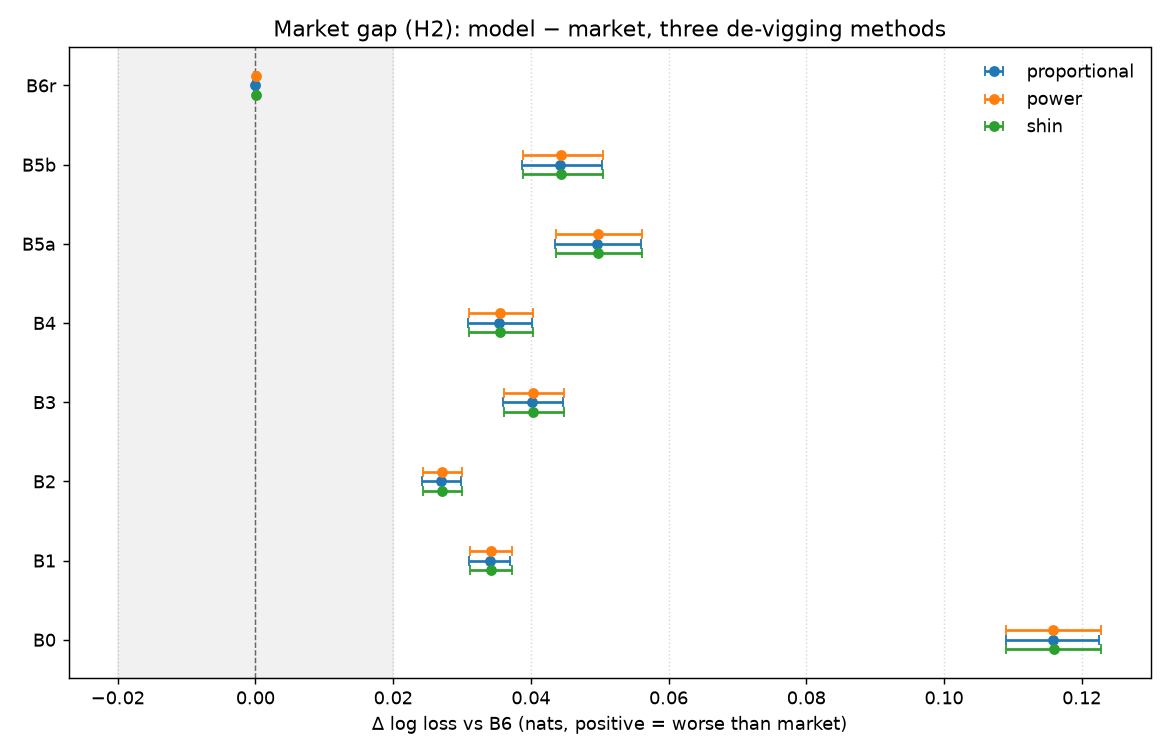 Market gap (H2): model − market, three de-vigging methods
proportional
power
shin
B6r
B5b
B5a
B4
B3
B2
B1
B0
−0.02 0.00 0.02 0.04 0.06 0.08 0.10 0.12
Δ log loss vs B6 (nats, positive = worse than market)